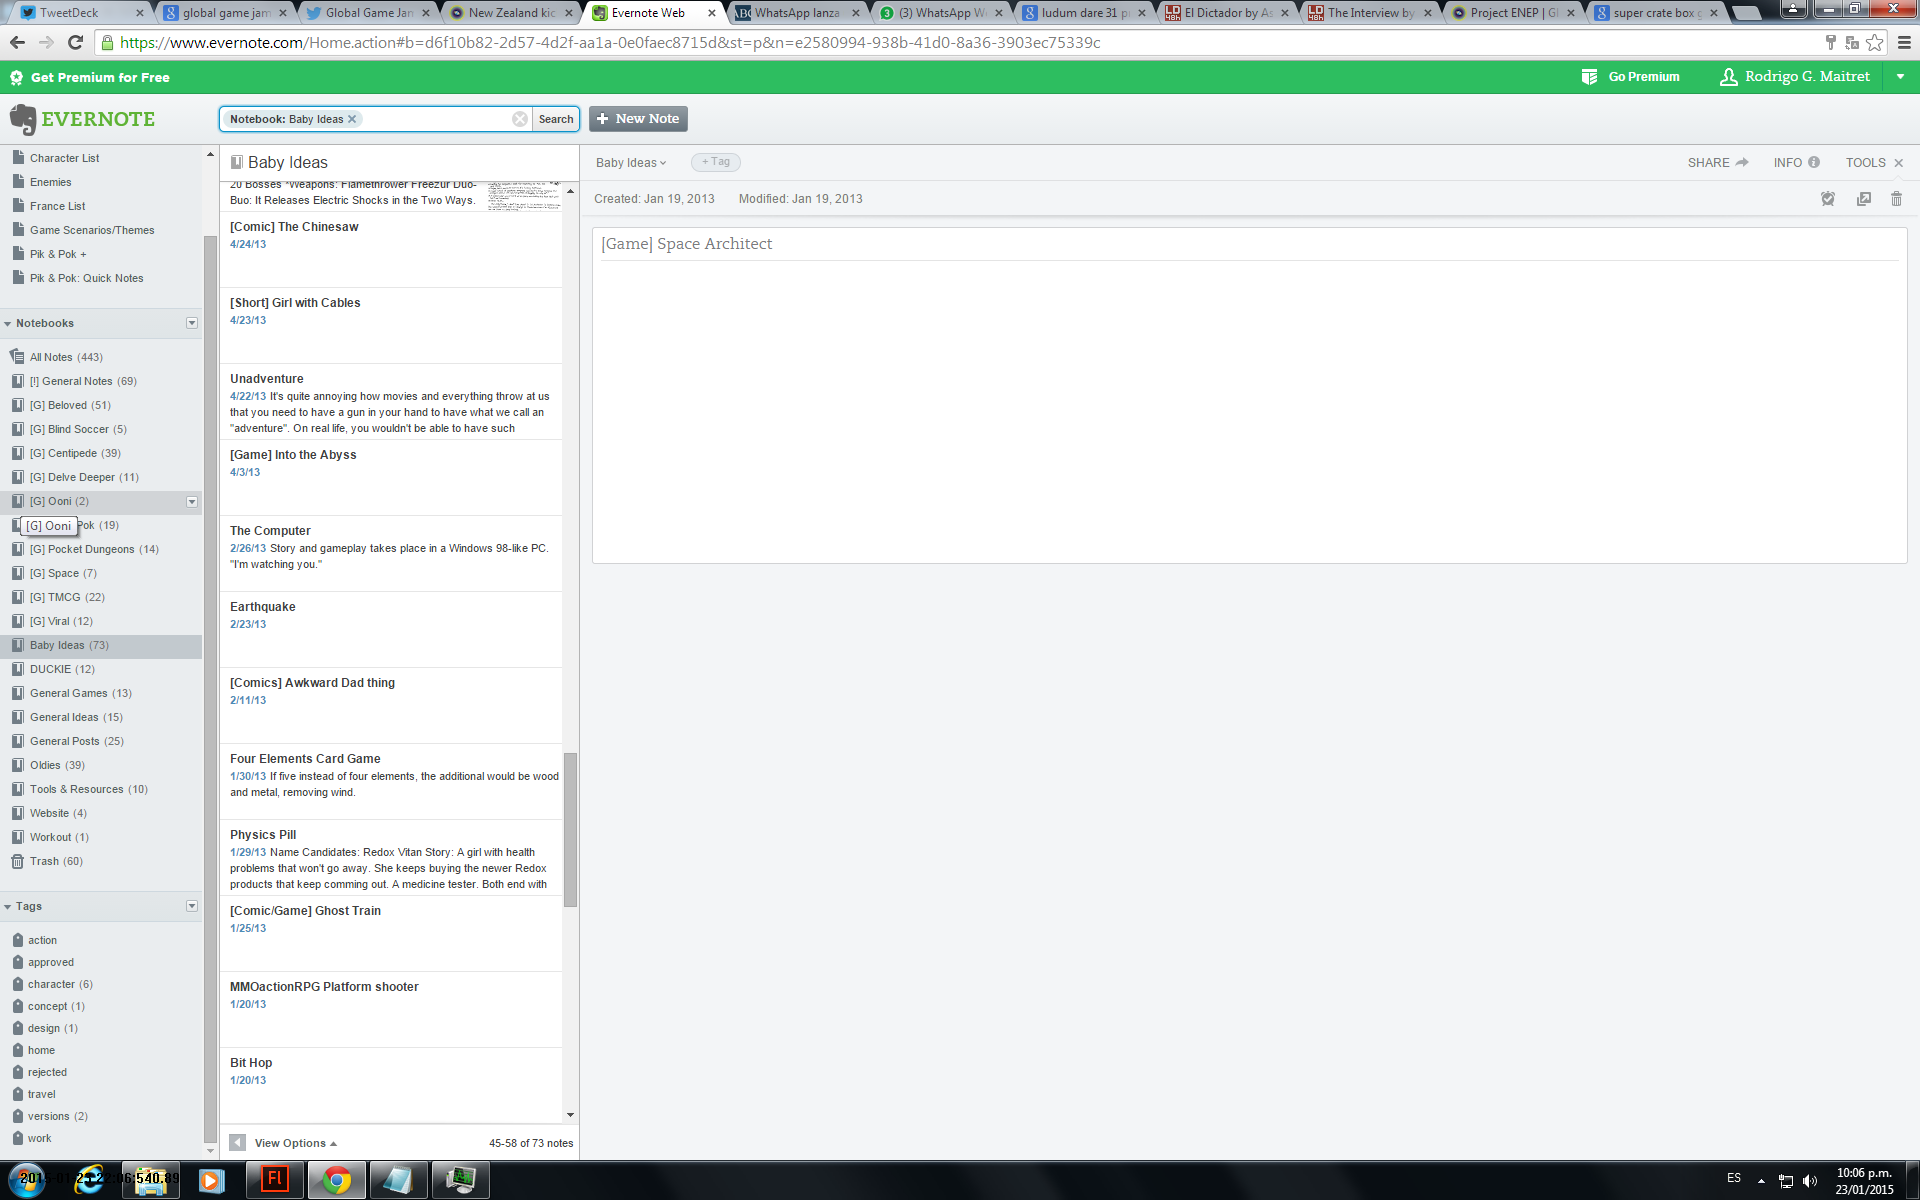 TweetDeck
global game jam
Global Game Jan
New Zealand kic
Evernote Web
WhatsApp lanza
(3) WhatsApp W
ludum dare 31 p
El Dictador by As
The Interview by
Project ENEP | Gl
super crate box g
https://www.evernote.com/Home.action#b=d6f10b82-2d57-4d2f-aa1a-0e0faec8715d&st=p&n=e2580994-938b-41d0-8a36-3903ec75339c
Get Premium for Free
Go Premium
Rodrigo G. Maitret
EVERNOTE
Notebook: Baby Ideas
Search
+ New Note
Character List
Enemies
France List
Game Scenarios/Themes
Pik & Pok +
Pik & Pok: Quick Notes
Notebooks
All Notes (443)
[!] General Notes (69)
[G] Beloved (51)
[G] Blind Soccer (5)
[G] Centipede (39)
[G] Delve Deeper (11)
[G] Ooni (2)
[G] Ooni
Pok (19)
[G] Pocket Dungeons (14)
[G] Space (7)
[G] TMCG (22)
[G] Viral (12)
Baby Ideas (73)
DUCKIE (12)
General Games (13)
General Ideas (15)
General Posts (25)
Oldies (39)
Tools & Resources (10)
Website (4)
Workout (1)
Trash (60)
Tags
action
approved
character (6)
concept (1)
design (1)
home
rejected
travel
versions (2)
work
Baby Ideas
20 Bosses *Weapons: Flamethrower Freezur Duo-
Buo: It Releases Electric Shocks in the Two Ways.
[Comic] The Chinesaw
4/24/13
[Short] Girl with Cables
4/23/13
Unadventure
4/22/13 It's quite annoying how movies and everything throw at us
that you need to have a gun in your hand to have what we call an
"adventure". On real life, you wouldn't be able to have such
[Game] Into the Abyss
4/3/13
The Computer
2/26/13 Story and gameplay takes place in a Windows 98-like PC.
"I'm watching you."
Earthquake
2/23/13
[Comics] Awkward Dad thing
2/11/13
Four Elements Card Game
1/30/13 If five instead of four elements, the additional would be wood
and metal, removing wind.
Physics Pill
1/29/13 Name Candidates: Redox Vitan Story: A girl with health
problems that won't go away. She keeps buying the newer Redox
products that keep comming out. A medicine tester. Both end with
[Comic/Game] Ghost Train
1/25/13
MMOactionRPG Platform shooter
1/20/13
Bit Hop
1/20/13
View Options
45-58 of 73 notes
Baby Ideas
+ Tag
SHARE
INFO
TOOLS
Created: Jan 19, 2013
Modified: Jan 19, 2013
[Game] Space Architect
Fl
ES
10:06 p.m.
23/01/2015